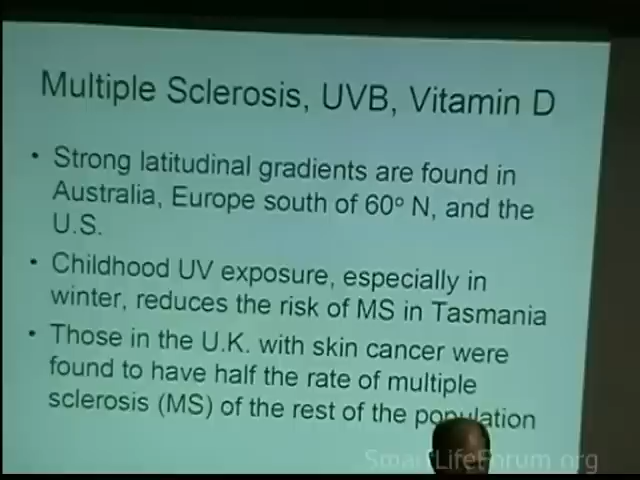 Multiple Sclerosis, UVB, Vitamin D
• Strong latitudinal gradients are found in
Australia, Europe south of 60° N, and the
U.S.
• Childhood UV exposure, especially in
winter, reduces the risk of MS in Tasmania
• Those in the U.K. with skin cancer were
found to have half the rate of multiple
sclerosis (MS) of the rest of the population
SmartLifeForum.org